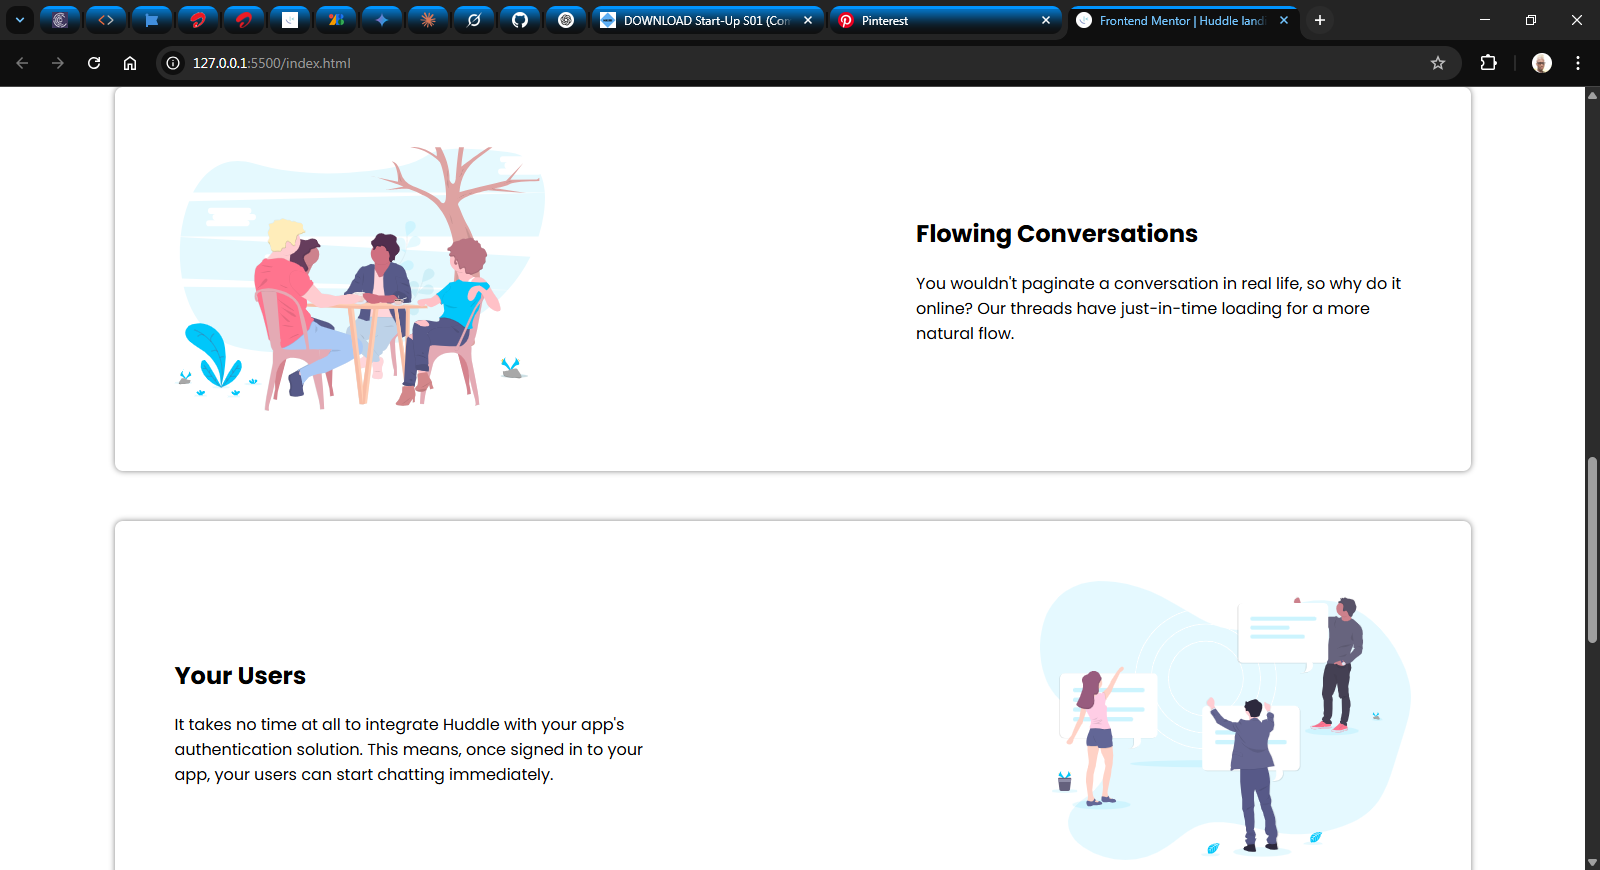 DOWNLOAD Start-Up S01 (Con
Pinterest
Frontend Mentor | Huddle landi
127.0.0.1:5500/index.html
Flowing Conversations
You wouldn't paginate a conversation in real life, so why do it
online? Our threads have just-in-time loading for a more
natural flow.
Your Users
It takes no time at all to integrate Huddle with your app's
authentication solution. This means, once signed in to your
app, your users can start chatting immediately.